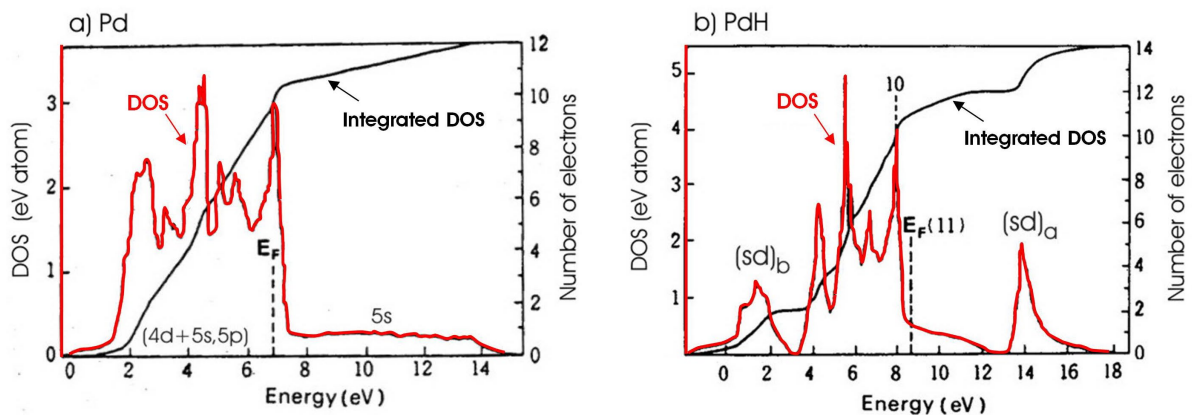 a) Pd
DOS (eV atom)
3
2
1
0
DOS
Integrated DOS
E_F
(4d+5s,5p)
5s
12
10
8
6
4
2
0
Number of electrons
0 2 4 6 8 10 12 14
Energy (eV)
b) PdH
DOS (eV atom)
5
4
3
2
1
10
DOS
Integrated DOS
(sd)b
E_F(11)
(sd)a
14
12
10
8
6
4
2
0
Number of electrons
0 2 4 6 8 10 12 14 16 18
Energy (eV)